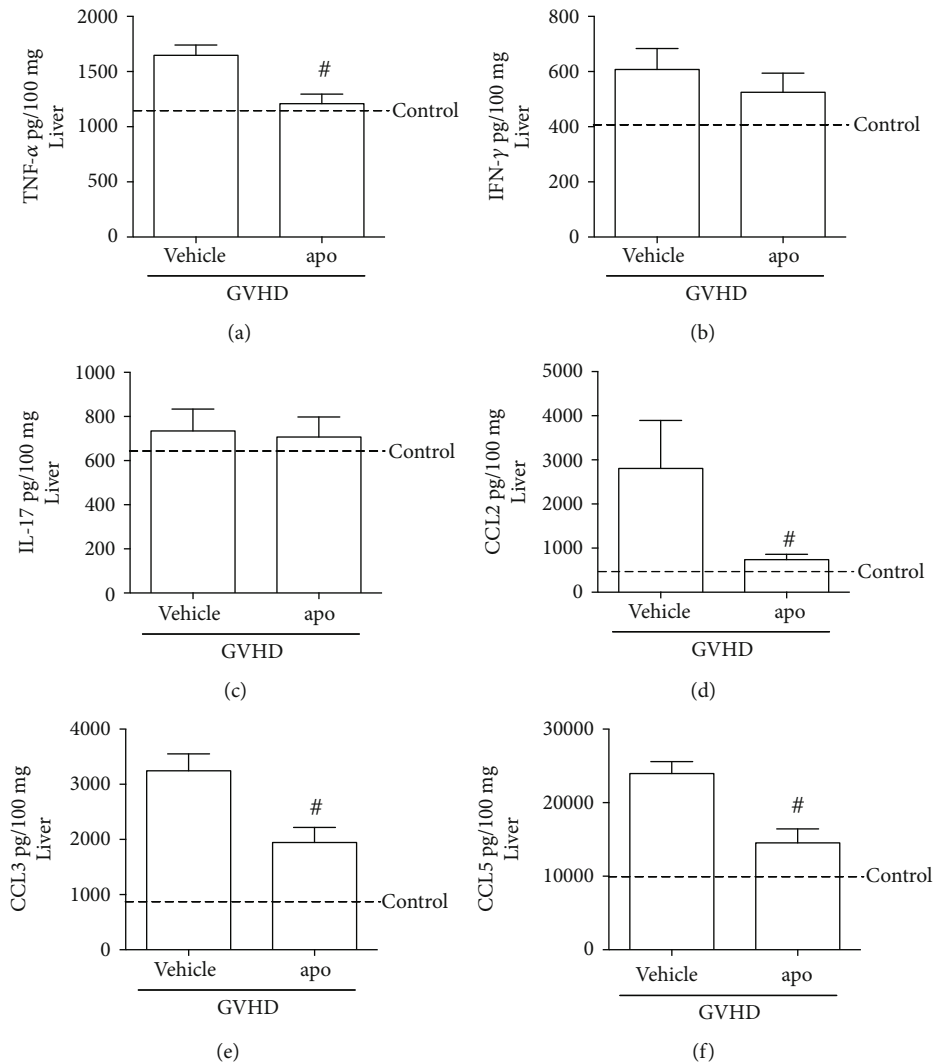 2000
1500
1000
500
0
TNF-α pg/100 mg
Liver
#
Control
Vehicle
apo
GVHD
(a)
800
600
400
200
0
IFN-γ pg/100 mg
Liver
Control
Vehicle
apo
GVHD
(b)
1000
800
600
400
200
0
IL-17 pg/100 mg
Liver
Control
Vehicle
apo
GVHD
(c)
5000
4000
3000
2000
1000
0
CCL2 pg/100 mg
Liver
#
Control
Vehicle
apo
GVHD
(d)
4000
3000
2000
1000
0
CCL3 pg/100 mg
Liver
#
Control
Vehicle
apo
GVHD
(e)
30000
20000
10000
0
CCL5 pg/100 mg
Liver
#
Control
Vehicle
apo
GVHD
(f)